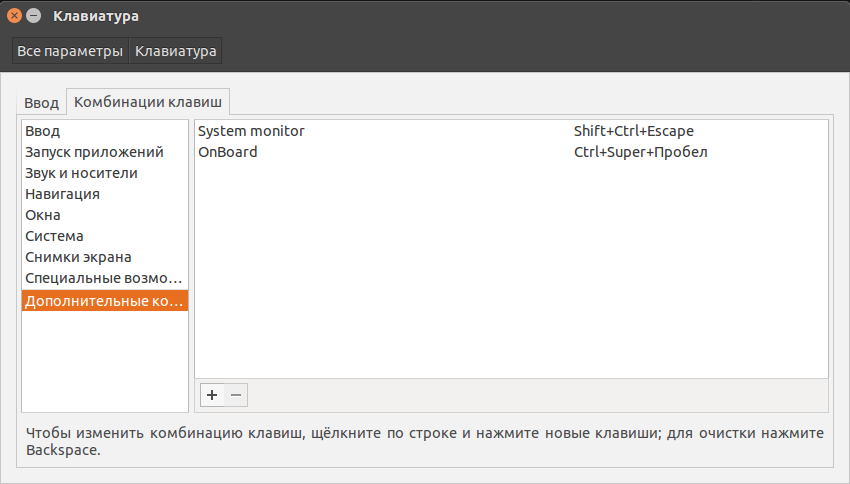 Клавиатура
Все параметры Клавиатура
Ввод Комбинации клавиш
Ввод
Запуск приложений
Звук и носители
Навигация
Окна
Система
Снимки экрана
Специальные возмо...
Дополнительные ко...
System monitor Shift+Ctrl+Escape
OnBoard Ctrl+Super+Пробел
Чтобы изменить комбинацию клавиш, щёлкните по строке и нажмите новые клавиши; для очистки нажмите
Backspace.